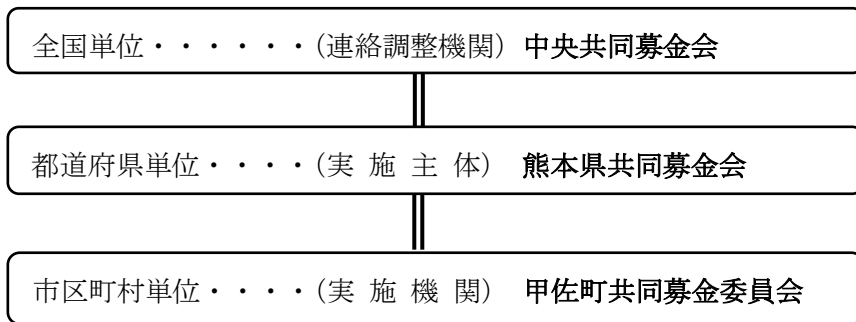 全国単位・・・・・・(連絡調整機関) 中央共同募金会
都道府県単位・・・・(実 施 主 体) 熊本県共同募金会
市区町村単位・・・・(実 施 機 関) 甲佐町共同募金委員会